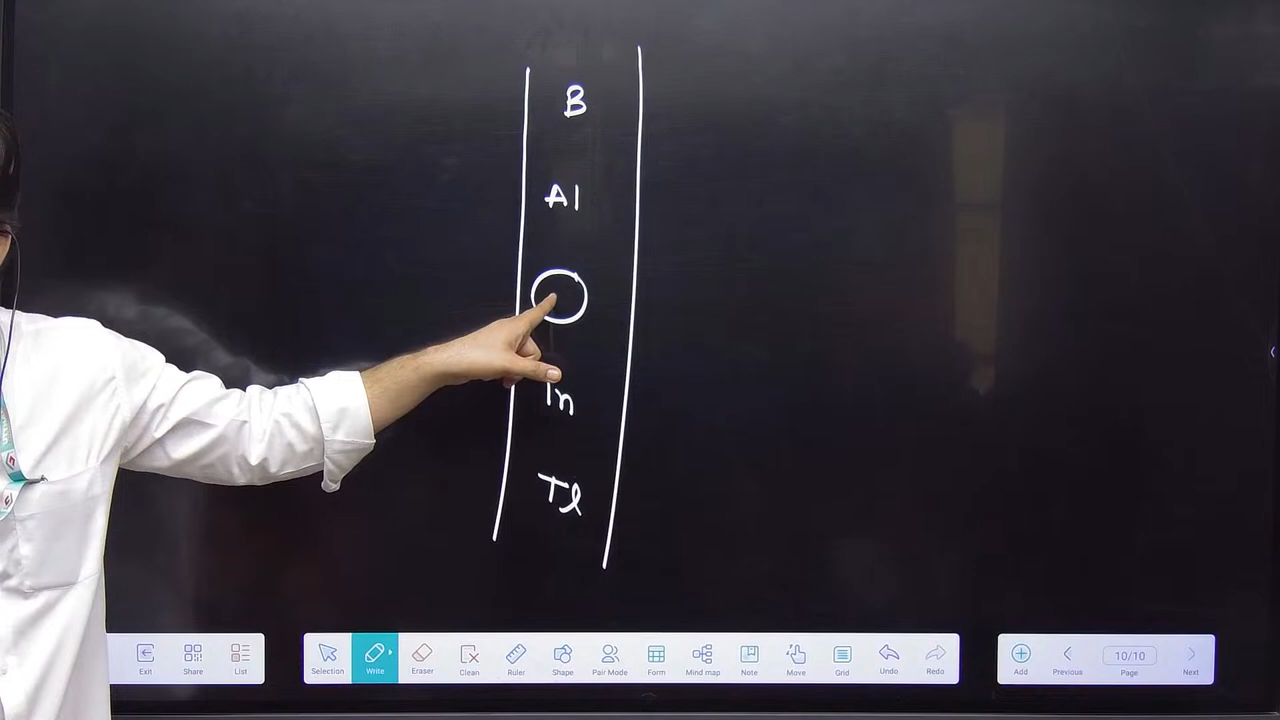 B
Al
In
Tl
Exit
Share
List
Selection
Write
Eraser
Clean
Ruler
Shape
Pair Mode
Form
Mind map
Note
Move
Grid
Undo
Redo
Add
Previous
10/10
Page
Next